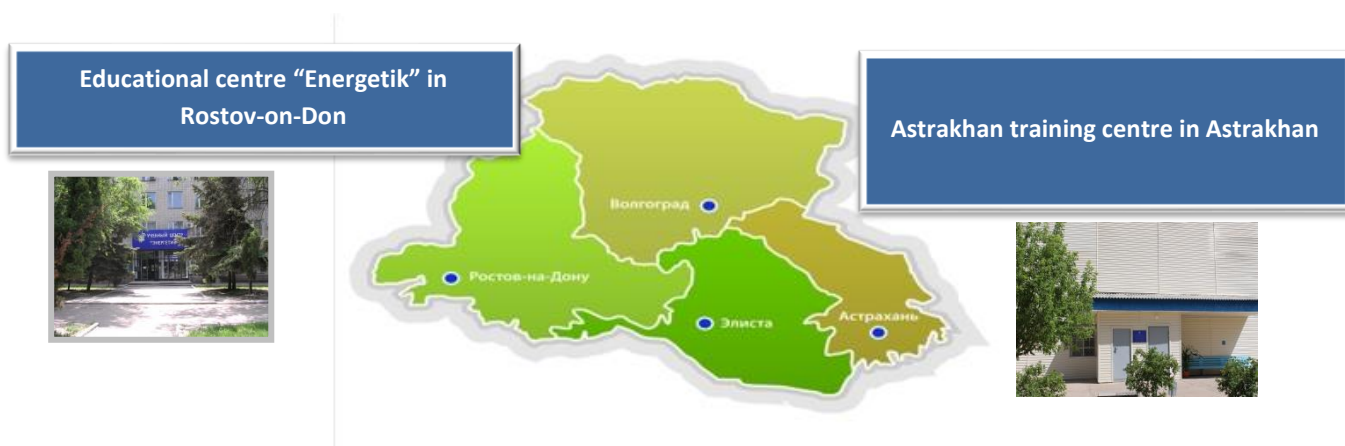 Educational centre “Energetik” in
Rostov-on-Don
Astrakhan training centre in Astrakhan
Волгоград
Ростов-на-Дону
Элиста
Астрахань